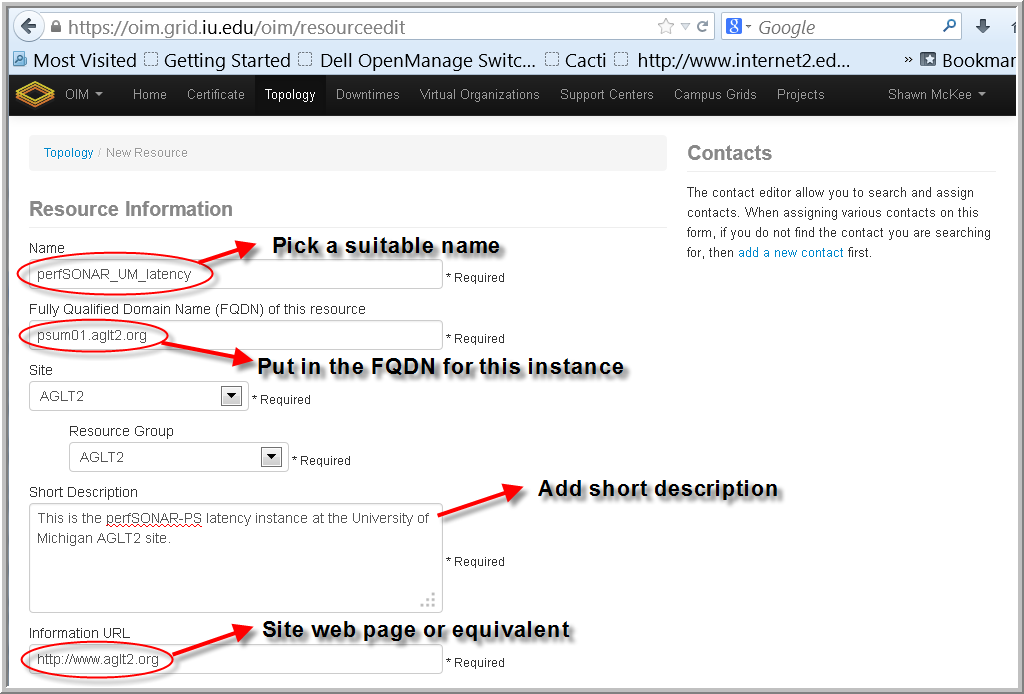 https://oim.grid.iu.edu/oim/resourceedit
Google
Most Visited Getting Started Dell OpenManage Switc... Cacti http://www.internet2.ed... » Bookmar
OIM Home Certificate Topology Downtimes Virtual Organizations Support Centers Campus Grids Projects Shawn McKee
Topology / New Resource
Contacts
The contact editor allow you to search and assign
contacts. When assigning various contacts on this
form, if you do not find the contact you are searching
for, then add a new contact first.
Resource Information
Name
Pick a suitable name
perfSONAR_UM_latency
* Required
Fully Qualified Domain Name (FQDN) of this resource
psum01.aglt2.org
* Required
Put in the FQDN for this instance
Site
AGLT2
* Required
Resource Group
AGLT2
* Required
Short Description
Add short description
This is the perfSONAR-PS latency instance at the University of
Michigan AGLT2 site.
* Required
Information URL
Site web page or equivalent
http://www.aglt2.org
* Required